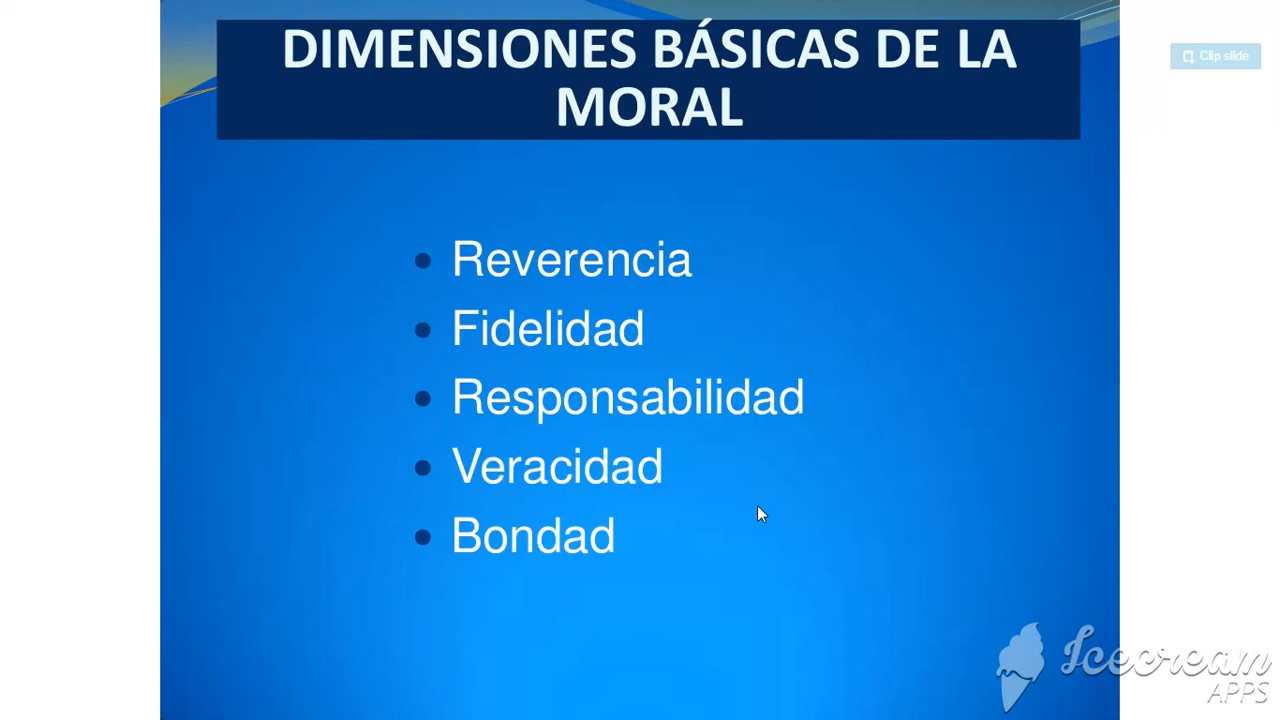 DIMENSIONES BÁSICAS DE LA
MORAL
Clip slide
• Reverencia
• Fidelidad
• Responsabilidad
• Veracidad
• Bondad
Icecream
APPS